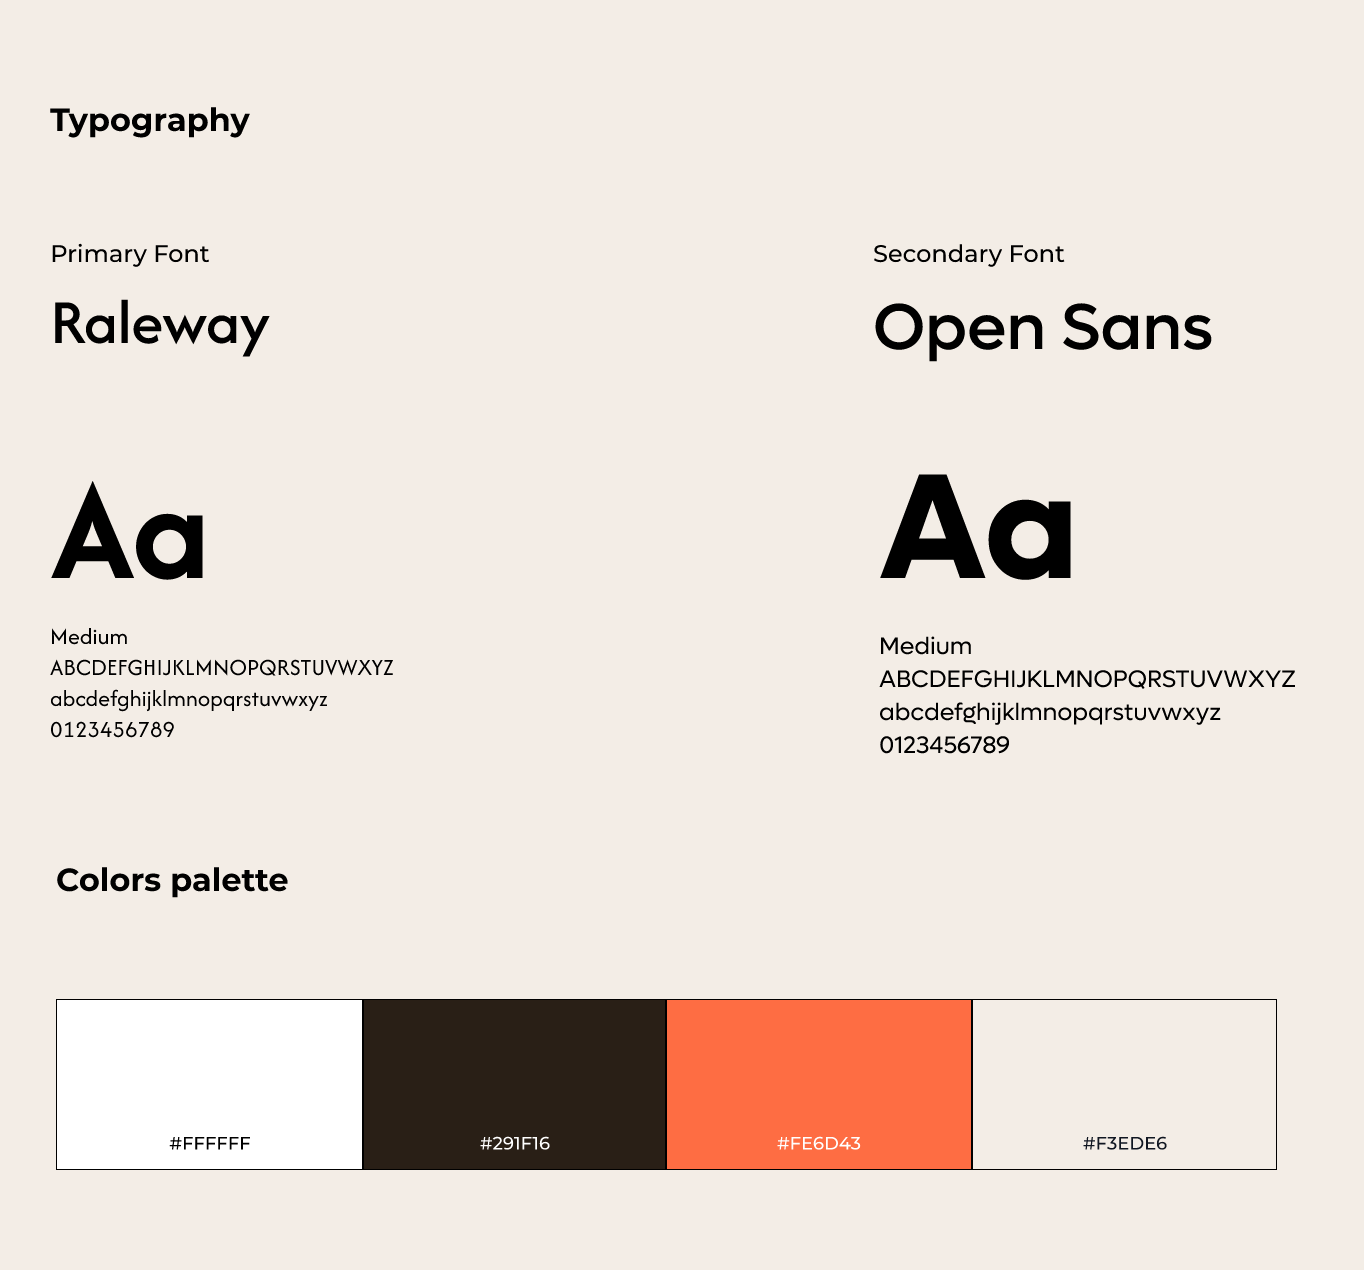 Typography
Primary Font
Raleway
Aa
Medium
ABCDEFGHIJKLMNOPQRSTUVWXYZ
abcdefghijklmnopqrstuvwxyz
0123456789
Secondary Font
Open Sans
Aa
Medium
ABCDEFGHIJKLMNOPQRSTUVWXYZ
abcdefghijklmnopqrstuvwxyz
0123456789
Colors palette
#FFFFFF
#291F16
#FE6D43
#F3EDE6